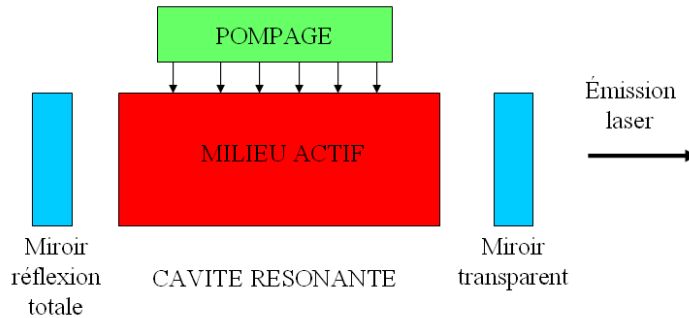 POMPAGE
Émission
laser
MILIEU ACTIF
Miroir
réflexion
totale
CAVITE RESONANTE
Miroir
transparent